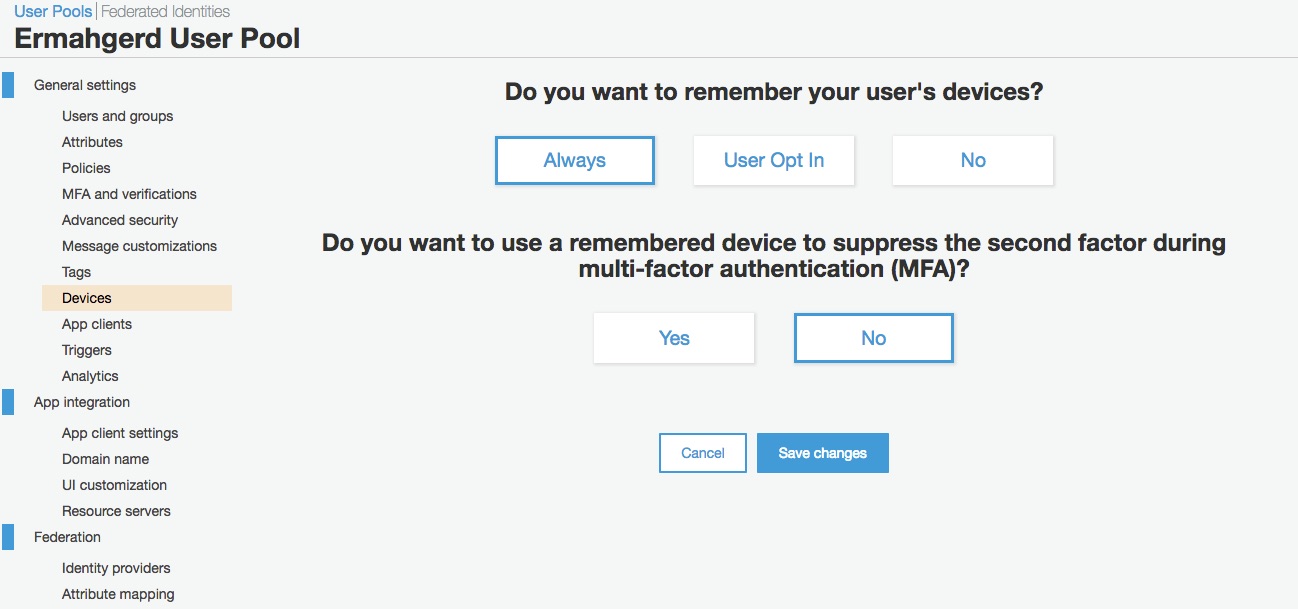 User Pools | Federated Identities
Ermahgerd User Pool
General settings
Users and groups
Attributes
Policies
MFA and verifications
Advanced security
Message customizations
Tags
Devices
App clients
Triggers
Analytics
App integration
App client settings
Domain name
UI customization
Resource servers
Federation
Identity providers
Attribute mapping
Do you want to remember your user's devices?
Always User Opt In No
Do you want to use a remembered device to suppress the second factor during
multi-factor authentication (MFA)?
Yes No
Cancel Save changes